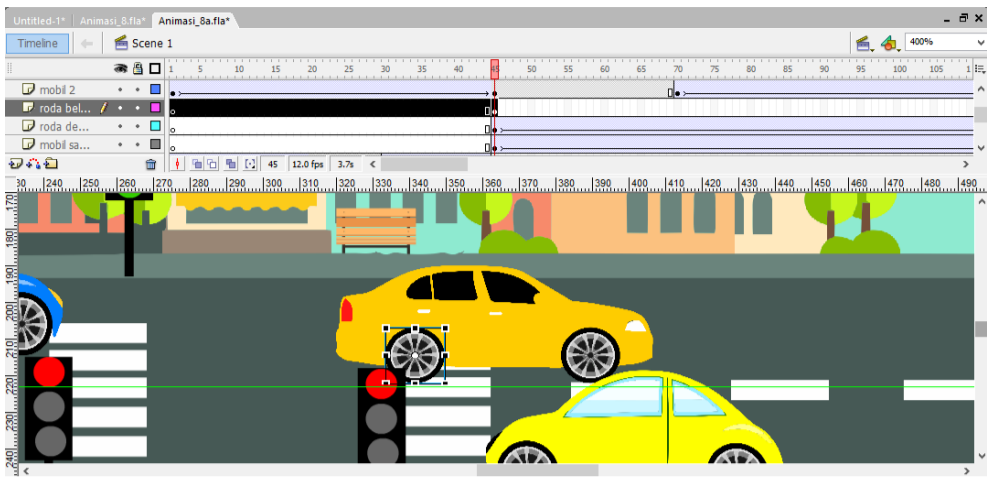 Untitled-1* Animasi_8.fla* Animasi_8a.fla*
Timeline Scene 1 400%
1 5 10 15 20 25 30 35 40 45 50 55 60 65 70 75 80 85 90 95 100 105 1
mobil 2
roda bel...
roda de...
mobil sa...
45 12.0 fps 3.7s
30 240 250 260 270 280 290 300 310 320 330 340 350 360 370 380 390 400 410 420 430 440 450 460 470 480 490
170
180
190
200
210
220
230
240